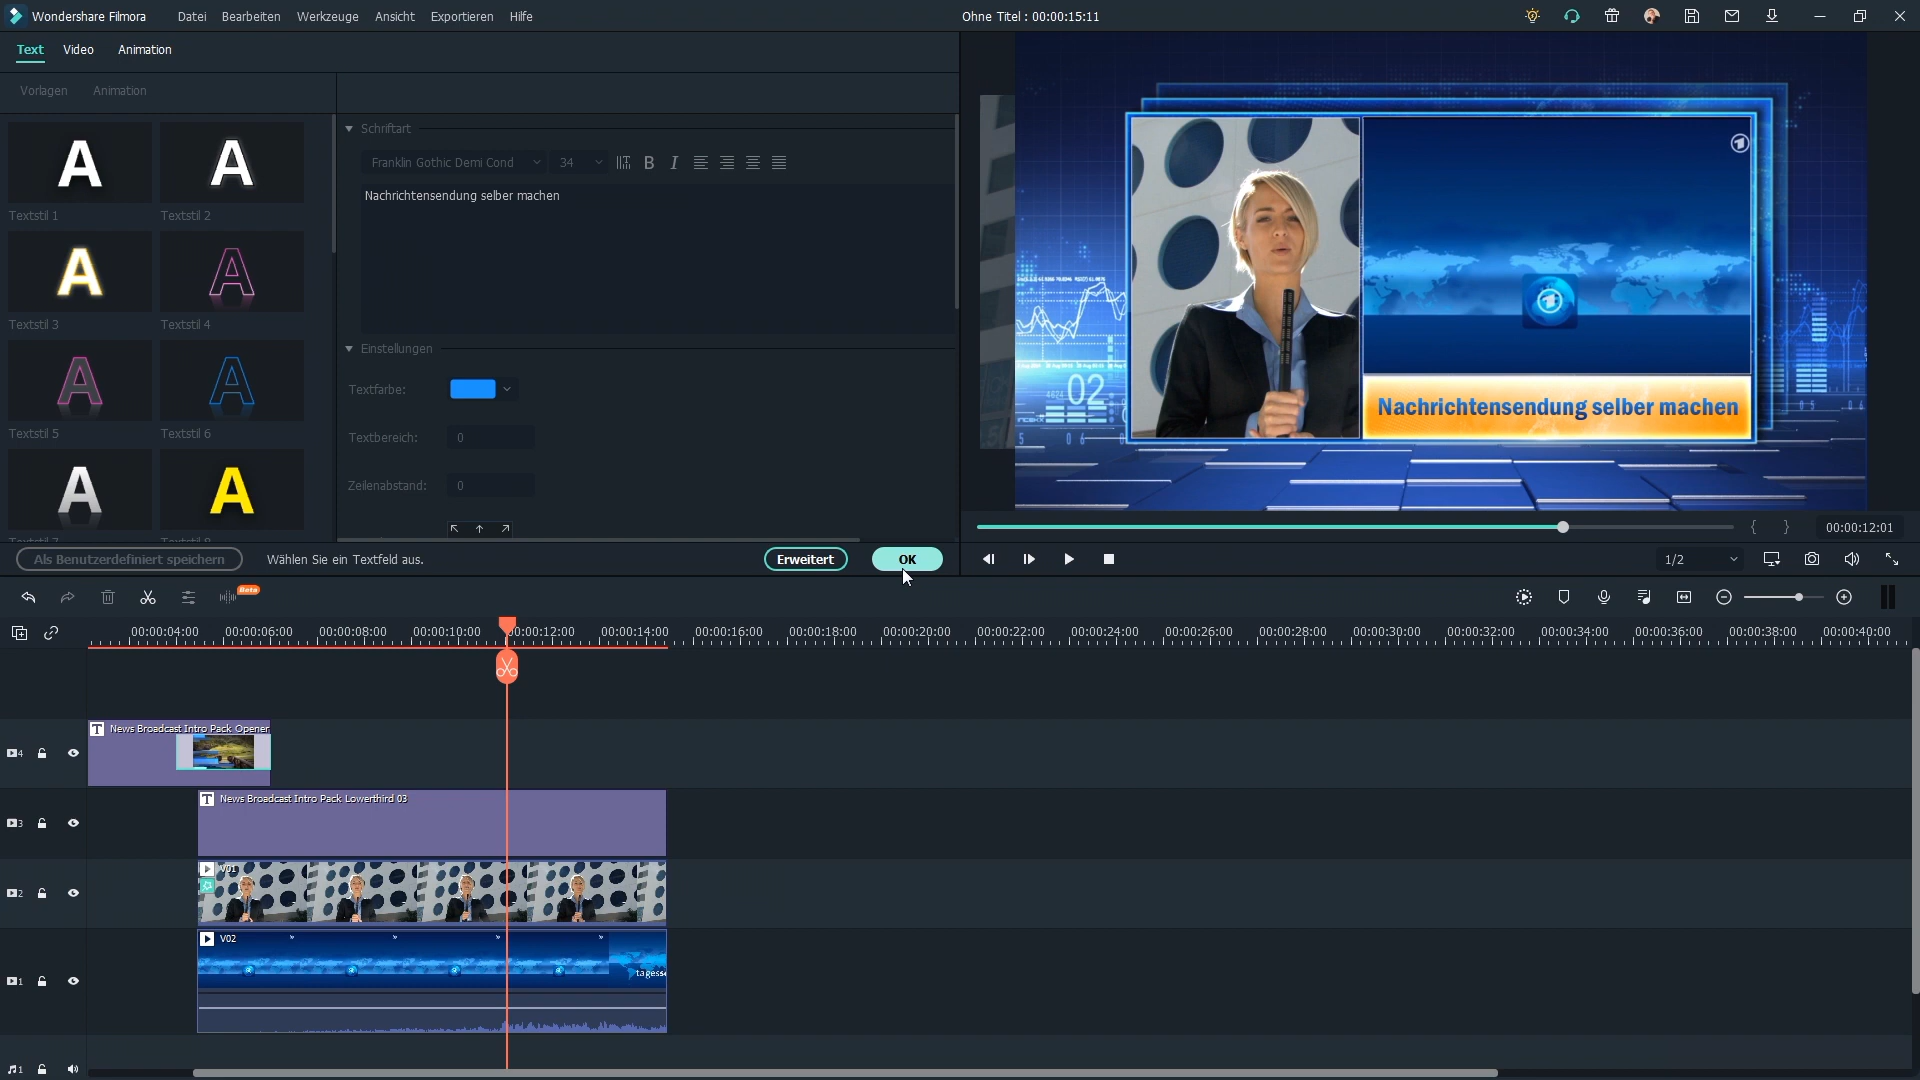 Wondershare Filmora
Datei Bearbeiten Werkzeuge Ansicht Exportieren Hilfe
Ohne Titel : 00:00:15:11
Text Video Animation
Vorlagen Animation
Textstil 1
Textstil 2
Textstil 3
Textstil 4
Textstil 5
Textstil 6
Schriftart
Franklin Gothic Demi Cond 34
B I
Nachrichtensendung selber machen
Einstellungen
Textfarbe:
Textbereich: 0
Zeilenabstand: 0
Als Benutzerdefiniert speichern
Wählen Sie ein Textfeld aus.
Erweitert
OK
02
Nachrichtensendung selber machen
00:00:12:01
1/2
Beta
00:00:04:00 00:00:06:00 00:00:08:00 00:00:10:00 00:00:12:00 00:00:14:00 00:00:16:00 00:00:18:00 00:00:20:00 00:00:22:00 00:00:24:00 00:00:26:00 00:00:28:00 00:00:30:00 00:00:32:00 00:00:34:00 00:00:36:00 00:00:38:00 00:00:40:00
4
T News Broadcast Intro Pack Opener
3
T News Broadcast Intro Pack Lowerthird 03
2
V01
1
V02
1